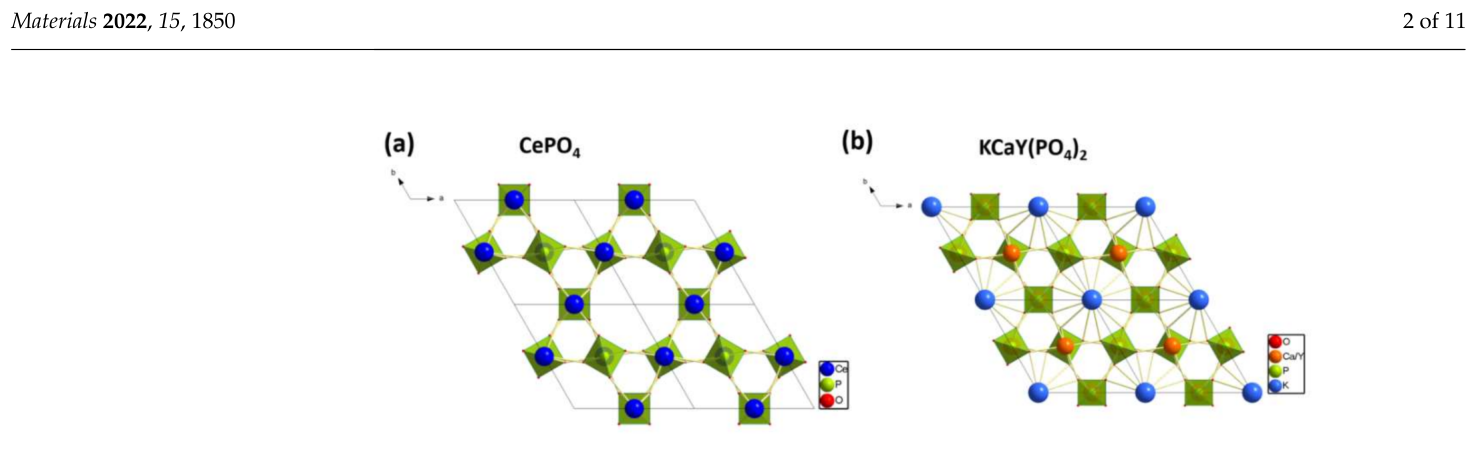 Materials 2022, 15, 1850
2 of 11
(a)
CePO4
b
a
Ce
P
O
(b)
KCaY(PO4)2
b
a
O
Ca/Y
P
K